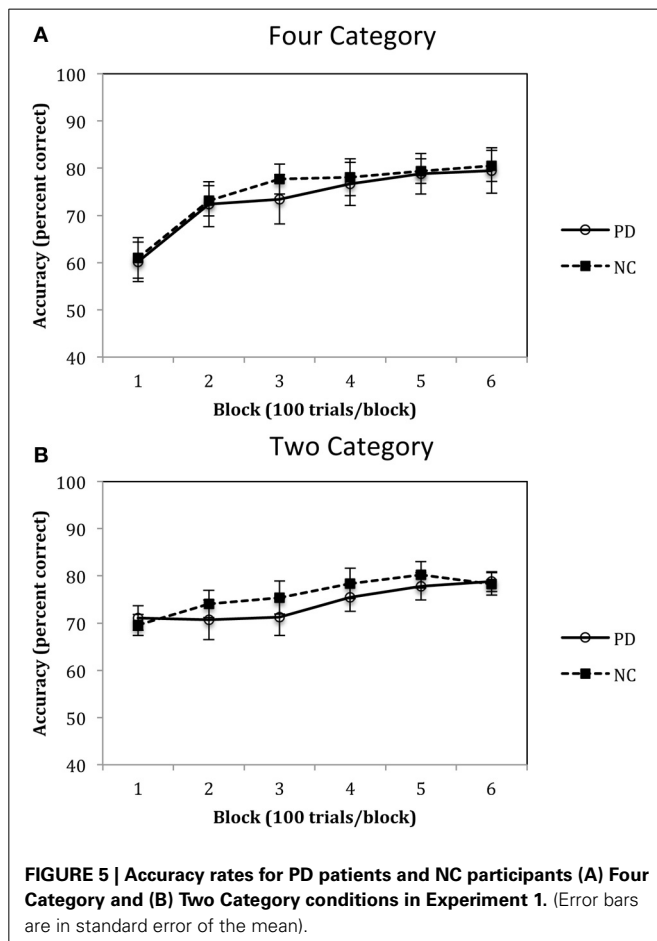 A
Four Category
Accuracy (percent correct)
100
90
80
70
60
50
40
1 2 3 4 5 6
Block (100 trials/block)
PD
NC
B
Two Category
Accuracy (percent correct)
100
90
80
70
60
50
40
1 2 3 4 5 6
Block (100 trials/block)
PD
NC
FIGURE 5 | Accuracy rates for PD patients and NC participants (A) Four
Category and (B) Two Category conditions in Experiment 1. (Error bars
are in standard error of the mean).